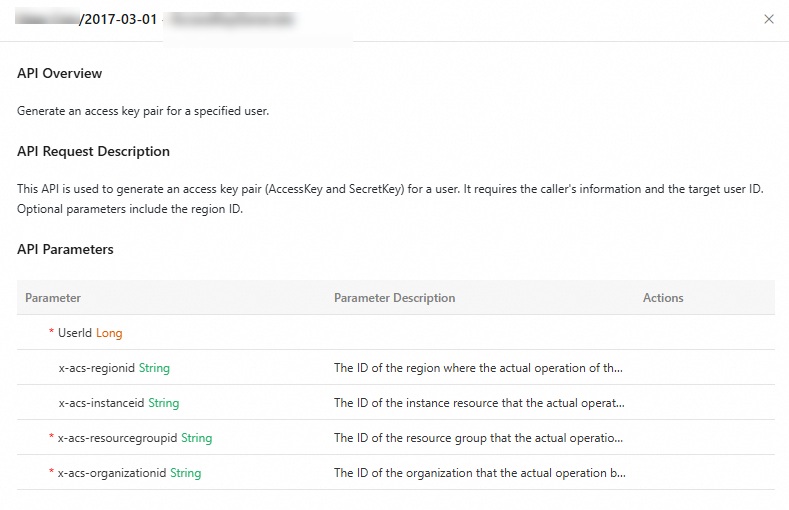 /2017-03-01 -
API Overview
Generate an access key pair for a specified user.
API Request Description
This API is used to generate an access key pair (AccessKey and SecretKey) for a user. It requires the caller's information and the target user ID.
Optional parameters include the region ID.
API Parameters
Parameter Parameter Description Actions
* UserId Long
x-acs-regionid String The ID of the region where the actual operation of th...
x-acs-instanceid String The ID of the instance resource that the actual operat...
* x-acs-resourcegroupid String The ID of the resource group that the actual operatio...
* x-acs-organizationid String The ID of the organization that the actual operation b...